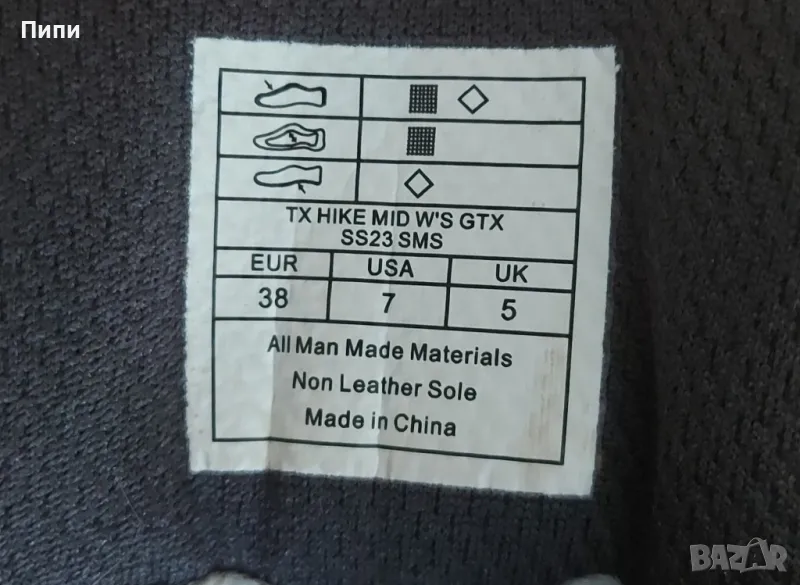 Пипи
TX HIKE MID W'S GTX
SS23 SMS
EUR USA UK
38 7 5
All Man Made Materials
Non Leather Sole
Made in China
BAZAR